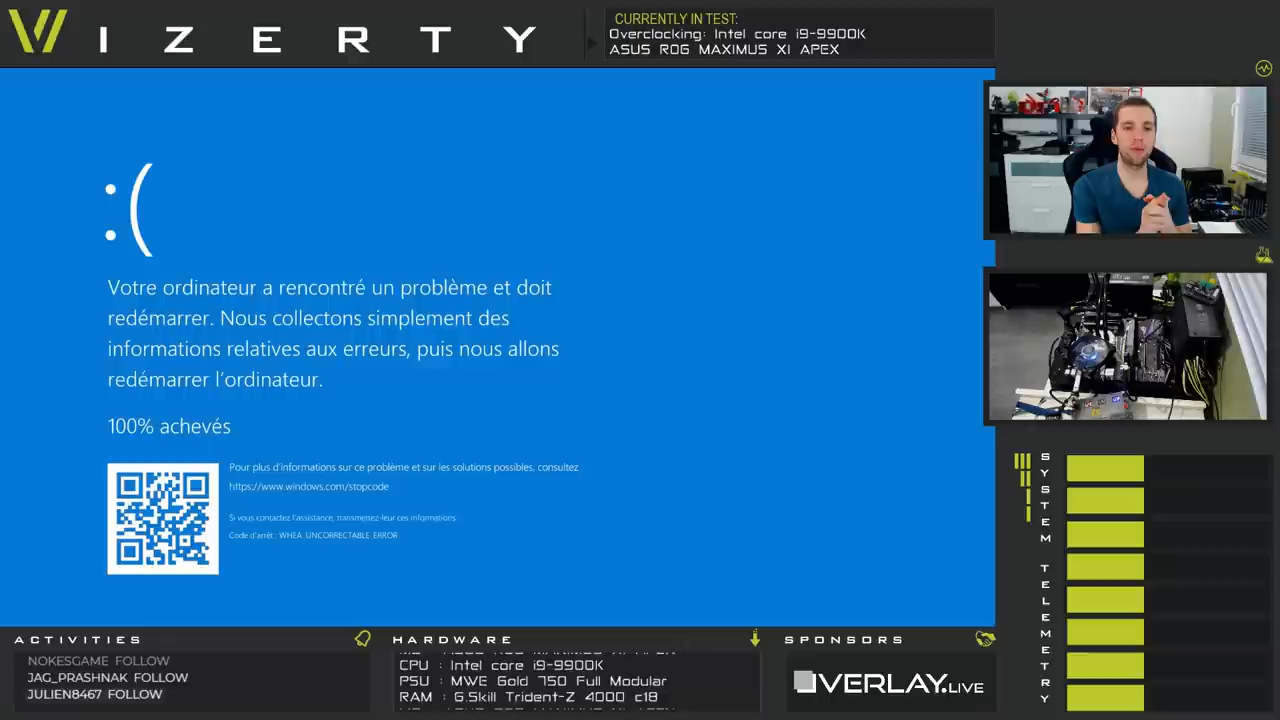 WIZERTY
CURRENTLY IN TEST:
Overclocking: Intel core i9-9900K
ASUS ROG MAXIMUS XI APEX
:(
Votre ordinateur a rencontré un problème et doit
redémarrer. Nous collectons simplement des
informations relatives aux erreurs, puis nous allons
redémarrer l'ordinateur.
100% achevés
Pour plus d'informations sur ce problème et sur les solutions possibles, consultez
https://www.windows.com/stopcode
Si vous contactez l'assistance, transmettez-leur ces informations
Code d'arrêt : WHEA_UNCORRECTABLE_ERROR
SYSTEM TELEMETRY
ACTIVITIES
NOKESGAME FOLLOW
JAG_PRASHNAK FOLLOW
JULIEN8467 FOLLOW
HARDWARE
CPU : Intel core i9-9900K
PSU : MWE Gold 750 Full Modular
RAM : G.Skill Trident-Z 4000 c18
SPONSORS
OVERLAY.LIVE